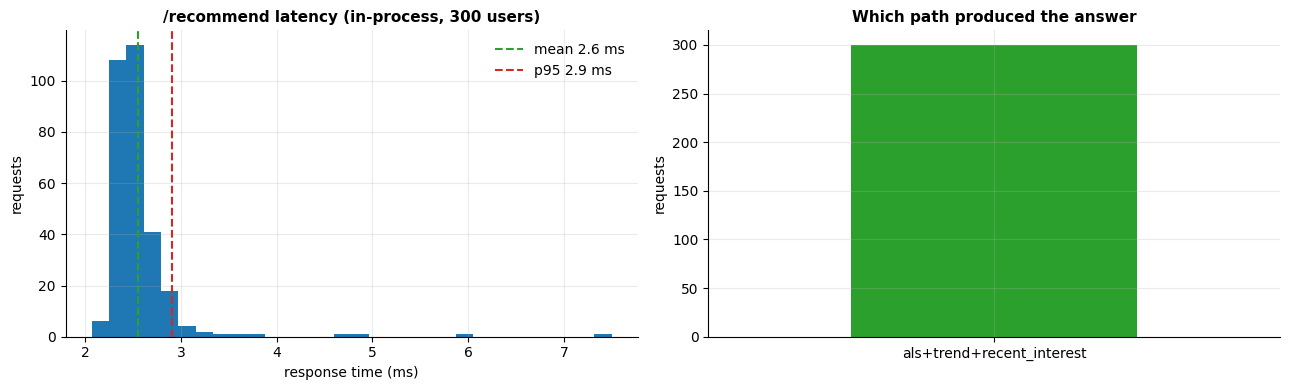 /recommend latency (in-process, 300 users)
mean 2.6 ms
p95 2.9 ms
requests
100
80
60
40
20
0
2 3 4 5 6 7
response time (ms)
Which path produced the answer
requests
300
250
200
150
100
50
0
als+trend+recent_interest